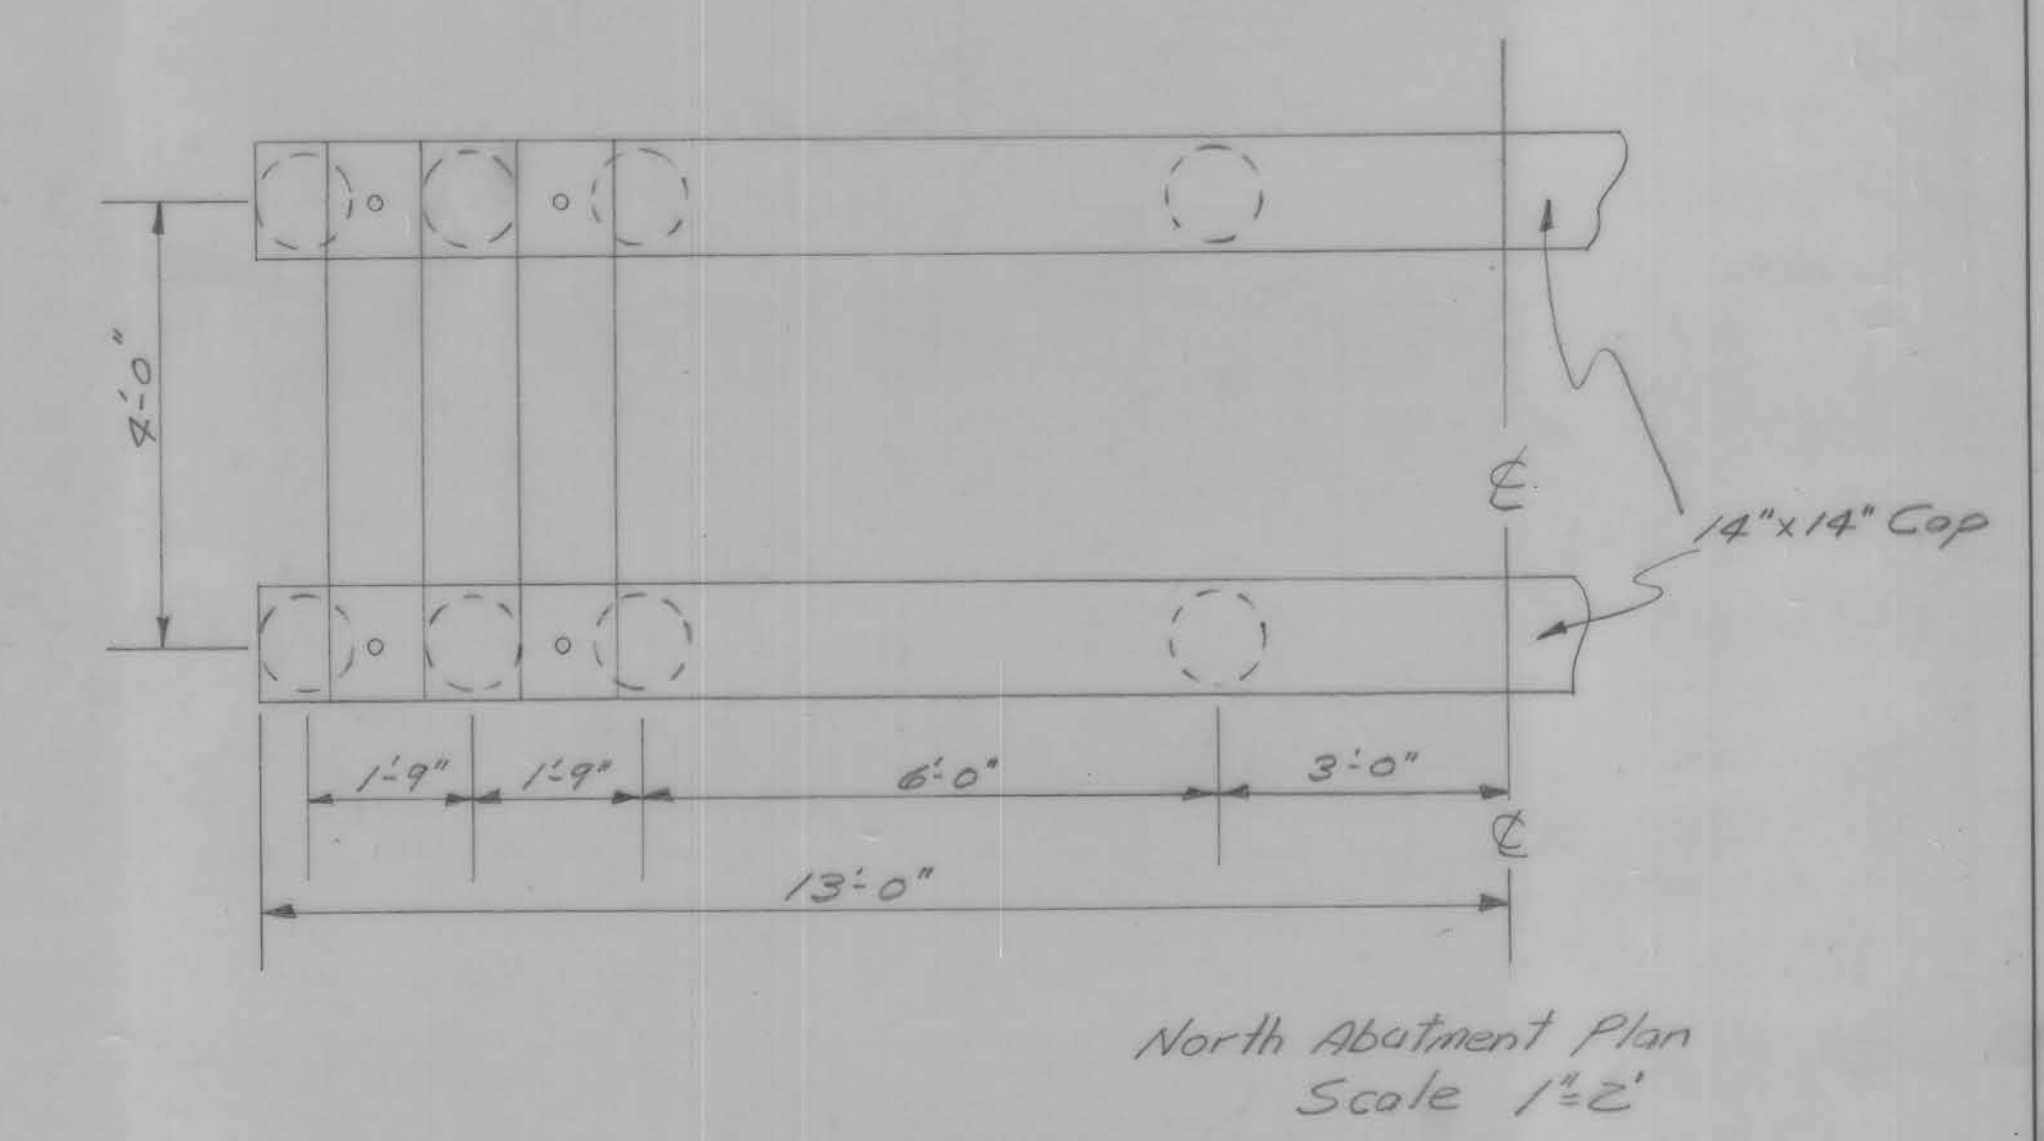 4'-0"
℄
14"x14" Cap
1'-9"
1'-9"
6'-0"
3'-0"
℄
13'-0"
North Abatment Plan
Scale 1"=2'